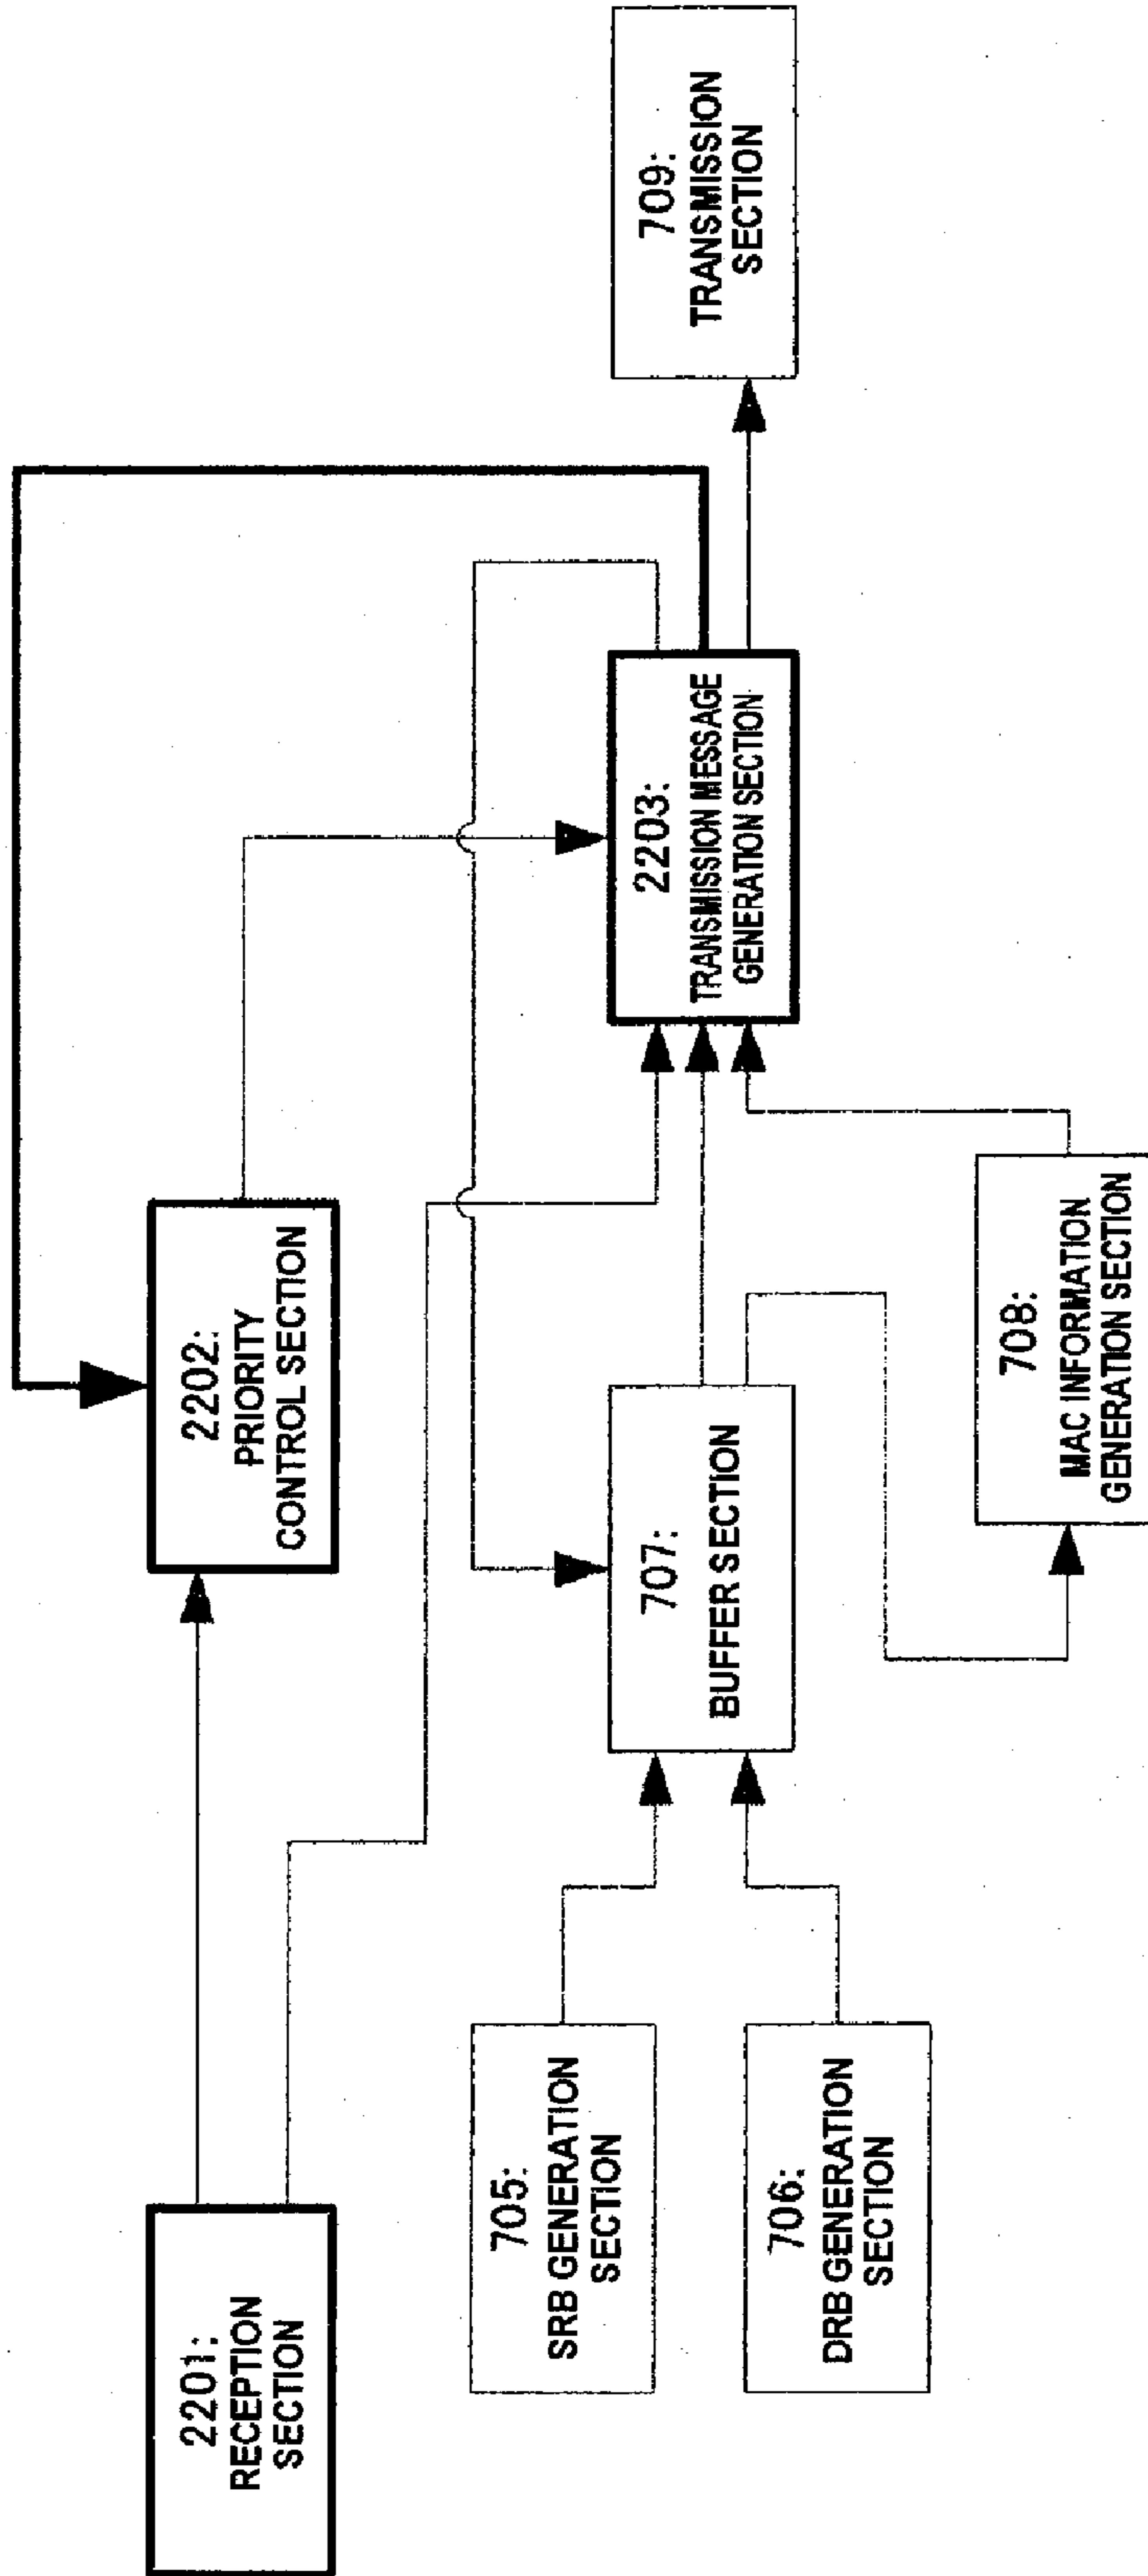 2201:
RECEPTION
SECTION
2202:
PRIORITY
CONTROL SECTION
705:
SRB GENERATION
SECTION
706:
DRB GENERATION
SECTION
707:
BUFFER SECTION
2203:
TRANSMISSION MESSAGE
GENERATION SECTION
709:
TRANSMISSION
SECTION
708:
MAC INFORMATION
GENERATION SECTION